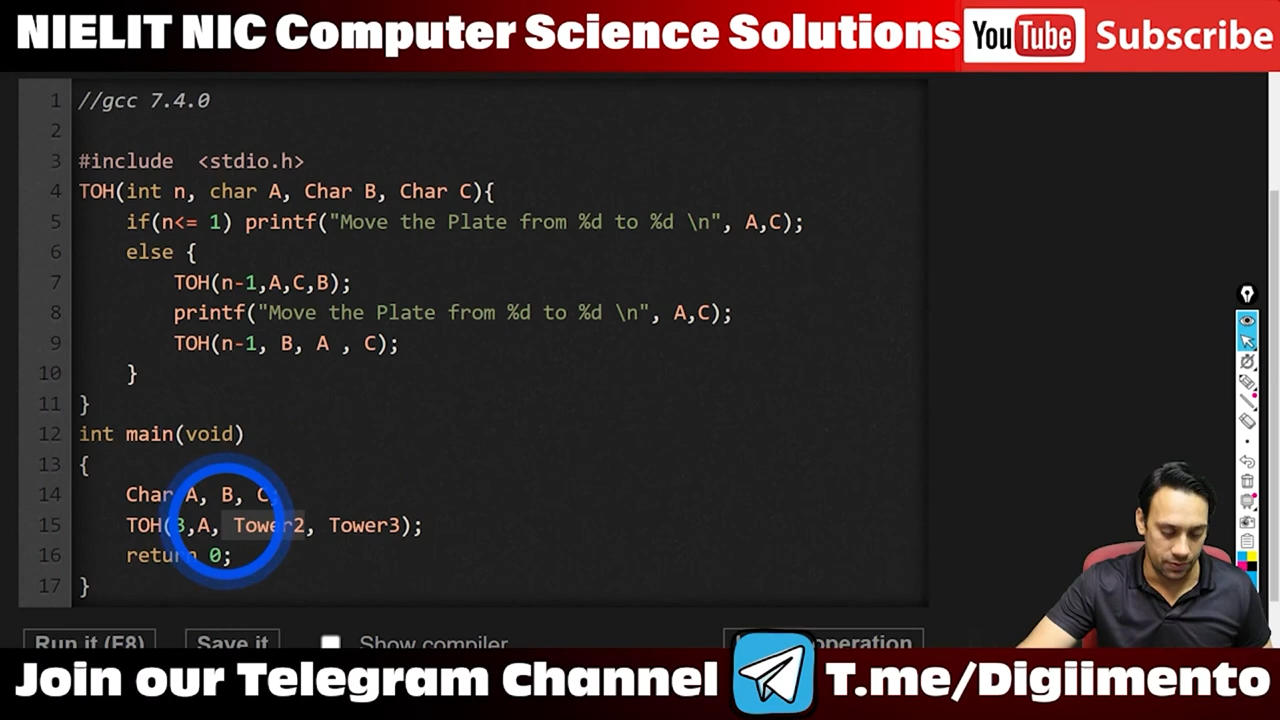 NIELIT NIC Computer Science Solutions YouTube Subscribe
1 //gcc 7.4.0
2
3 #include <stdio.h>
4 TOH(int n, char A, Char B, Char C){
5 if(n<= 1) printf("Move the Plate from %d to %d \n", A,C);
6 else {
7 TOH(n-1,A,C,B);
8 printf("Move the Plate from %d to %d \n", A,C);
9 TOH(n-1, B, A , C);
10 }
11 }
12 int main(void)
13 {
14 Char A, B, C;
15 TOH(3,A, Tower2, Tower3);
16 return 0;
17 }
Run it (F8) Save it Show compiler operation
Join our Telegram Channel T.me/Digiimento